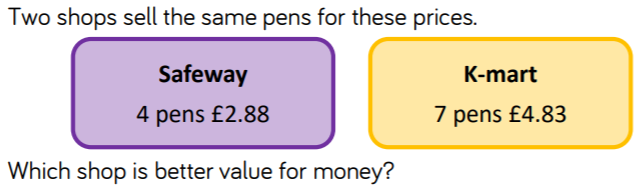 Two shops sell the same pens for these prices.
Safeway
4 pens £2.88
K-mart
7 pens £4.83
Which shop is better value for money?